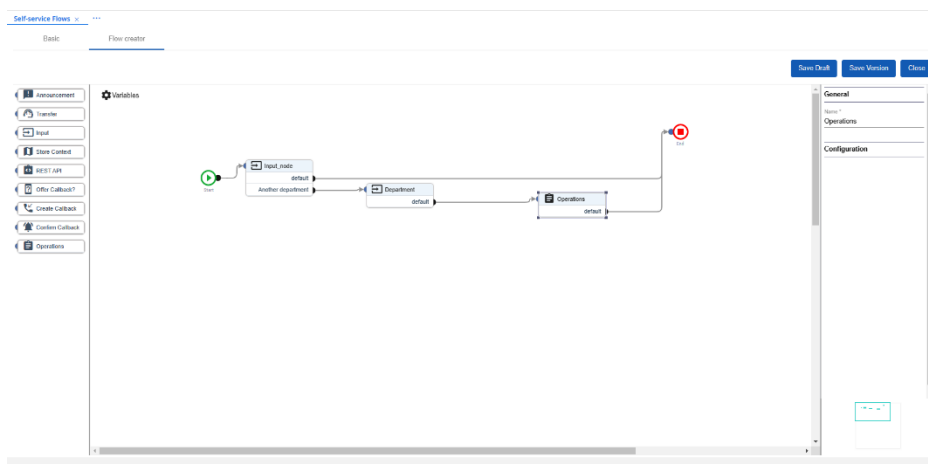 Self-service Flows × ···
Basic
Flow creator
Save Draft
Save Version
Close
Announcement
Transfer
Input
Store Context
REST API
Offer Callback?
Create Callback
Confirm Callback
Operations
Variables
Start
Input_node
default
Another department
Department
default
Operations
default
End
General
Name *
Operations
Configuration